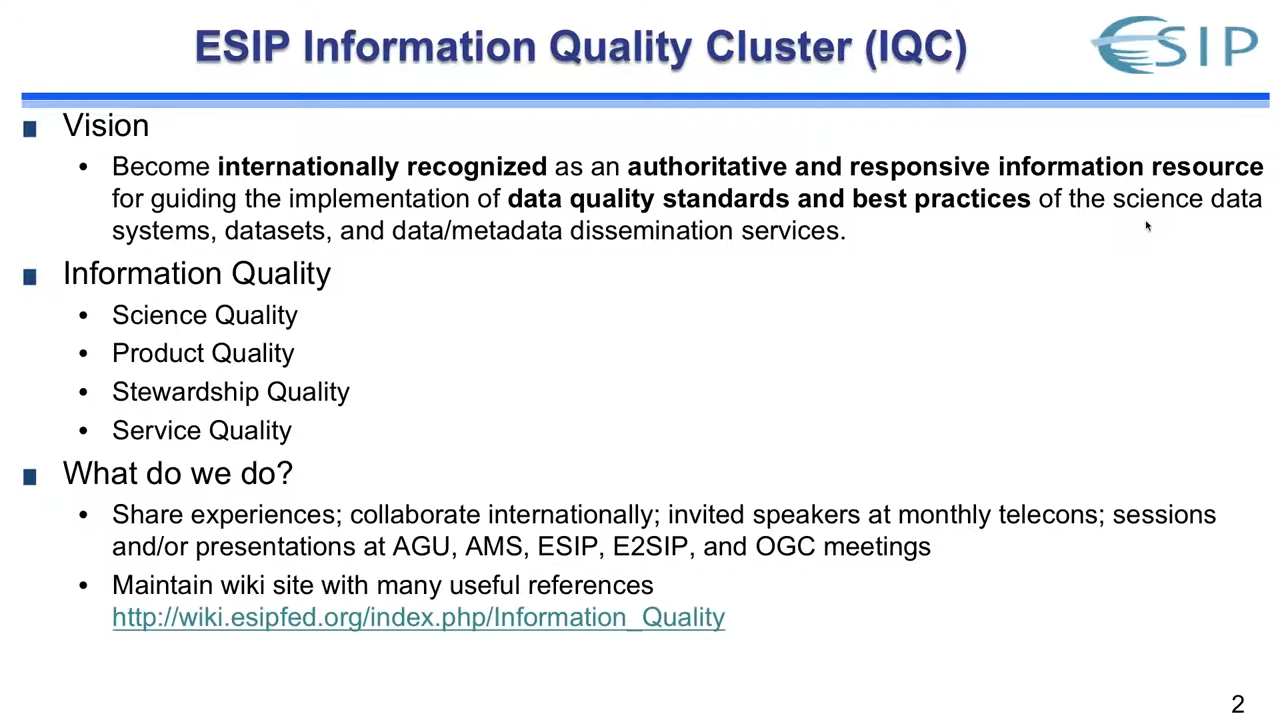 ESIP Information Quality Cluster (IQC)
ESIP
Vision
• Become internationally recognized as an authoritative and responsive information resource
for guiding the implementation of data quality standards and best practices of the science data
systems, datasets, and data/metadata dissemination services.
Information Quality
• Science Quality
• Product Quality
• Stewardship Quality
• Service Quality
What do we do?
• Share experiences; collaborate internationally; invited speakers at monthly telecons; sessions
and/or presentations at AGU, AMS, ESIP, E2SIP, and OGC meetings
• Maintain wiki site with many useful references
http://wiki.esipfed.org/index.php/Information_Quality
2